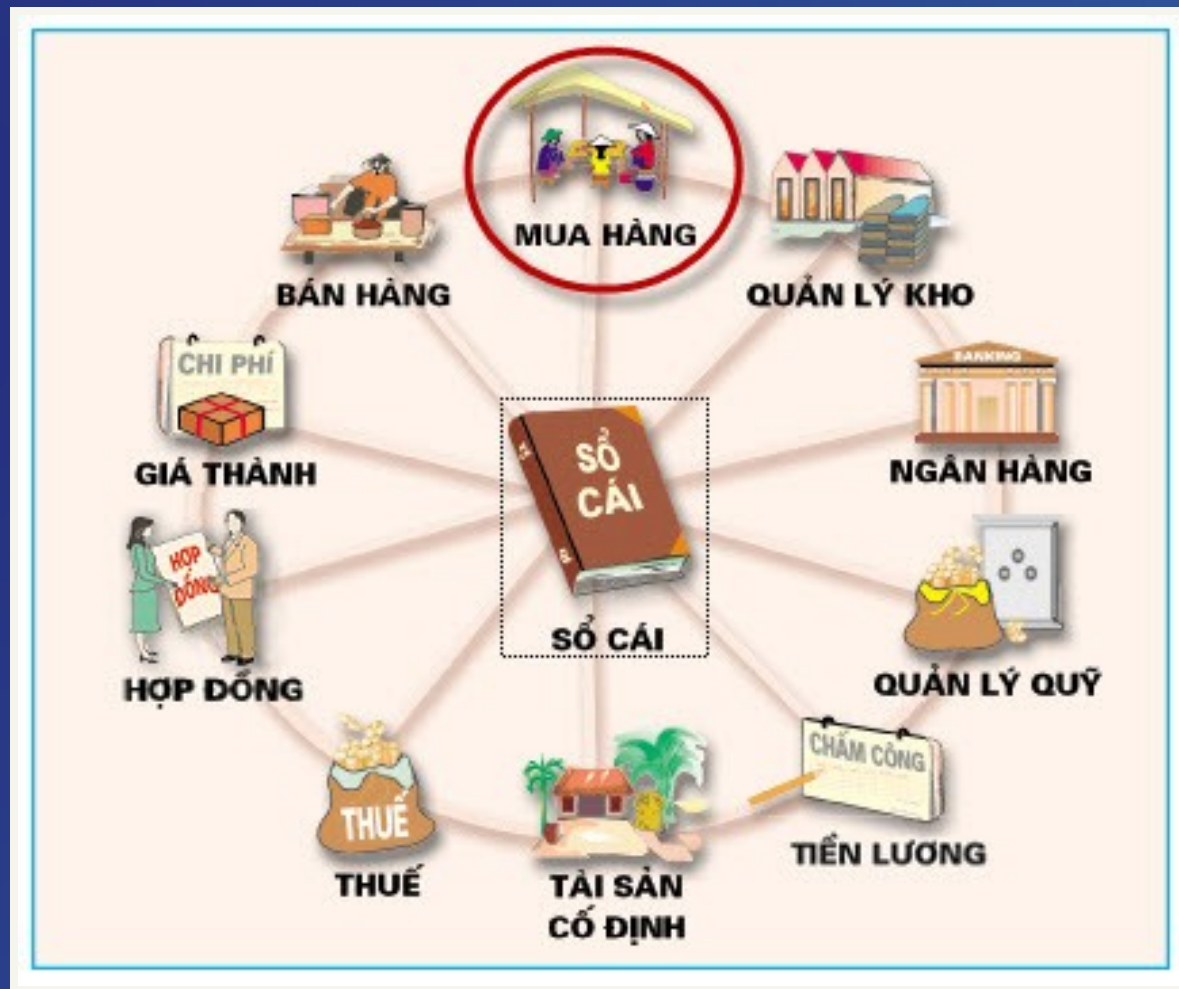 MUA HÀNG
BÁN HÀNG
QUẢN LÝ KHO
CHI PHÍ
GIÁ THÀNH
BANKING
NGÂN HÀNG
SỔ
CÁI
SỔ CÁI
HỢP
ĐỒNG
HỢP ĐỒNG
QUẢN LÝ QUỸ
CHẤM CÔNG
TIỀN LƯƠNG
THUẾ
THUẾ
TÀI SẢN
CỐ ĐỊNH